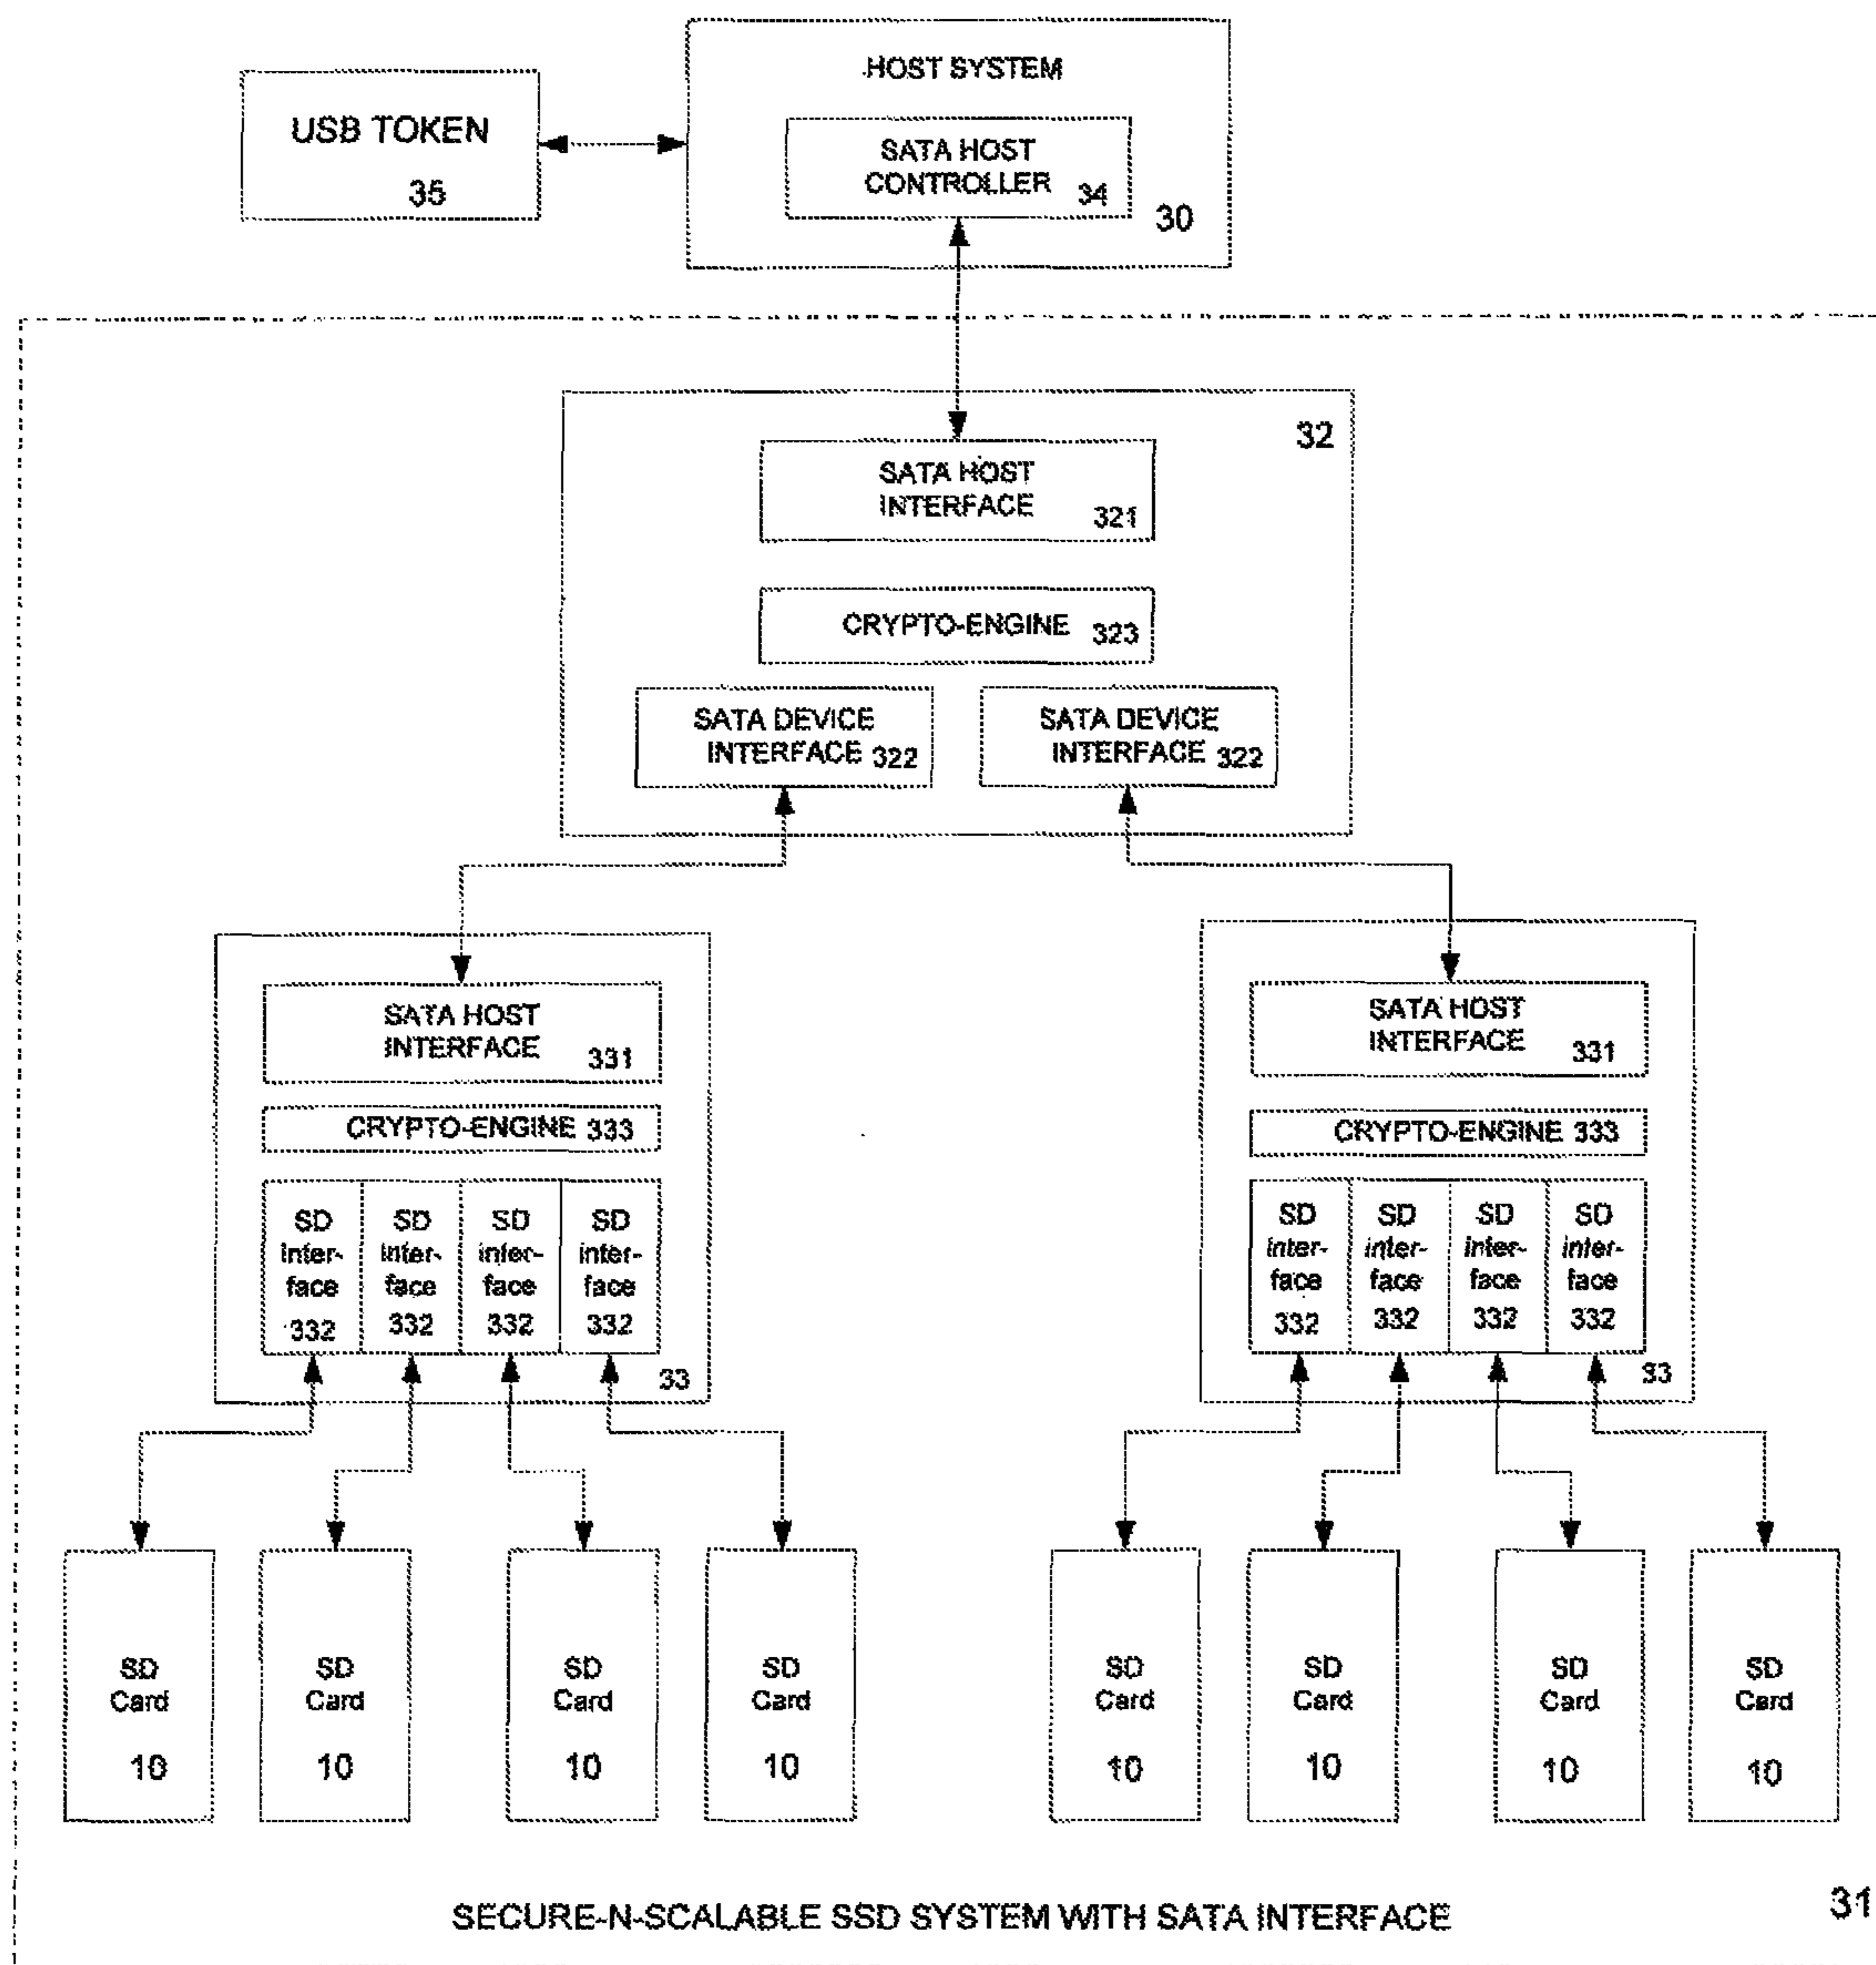 HOST SYSTEM
USB TOKEN
35
SATA HOST
CONTROLLER 34
30
32
SATA HOST
INTERFACE 321
CRYPTO-ENGINE 323
SATA DEVICE
INTERFACE 322
SATA DEVICE
INTERFACE 322
SATA HOST
INTERFACE 331
CRYPTO-ENGINE 333
SD
inter-
face
332
SD
inter-
face
332
SD
inter-
face
332
SD
inter-
face
332
33
SATA HOST
INTERFACE 331
CRYPTO-ENGINE 333
SD
inter-
face
332
SD
inter-
face
332
SD
inter-
face
332
SD
inter-
face
332
33
SD
Card
10
SD
Card
10
SD
Card
10
SD
Card
10
SD
Card
10
SD
Card
10
SD
Card
10
SD
Card
10
SECURE-N-SCALABLE SSD SYSTEM WITH SATA INTERFACE
31